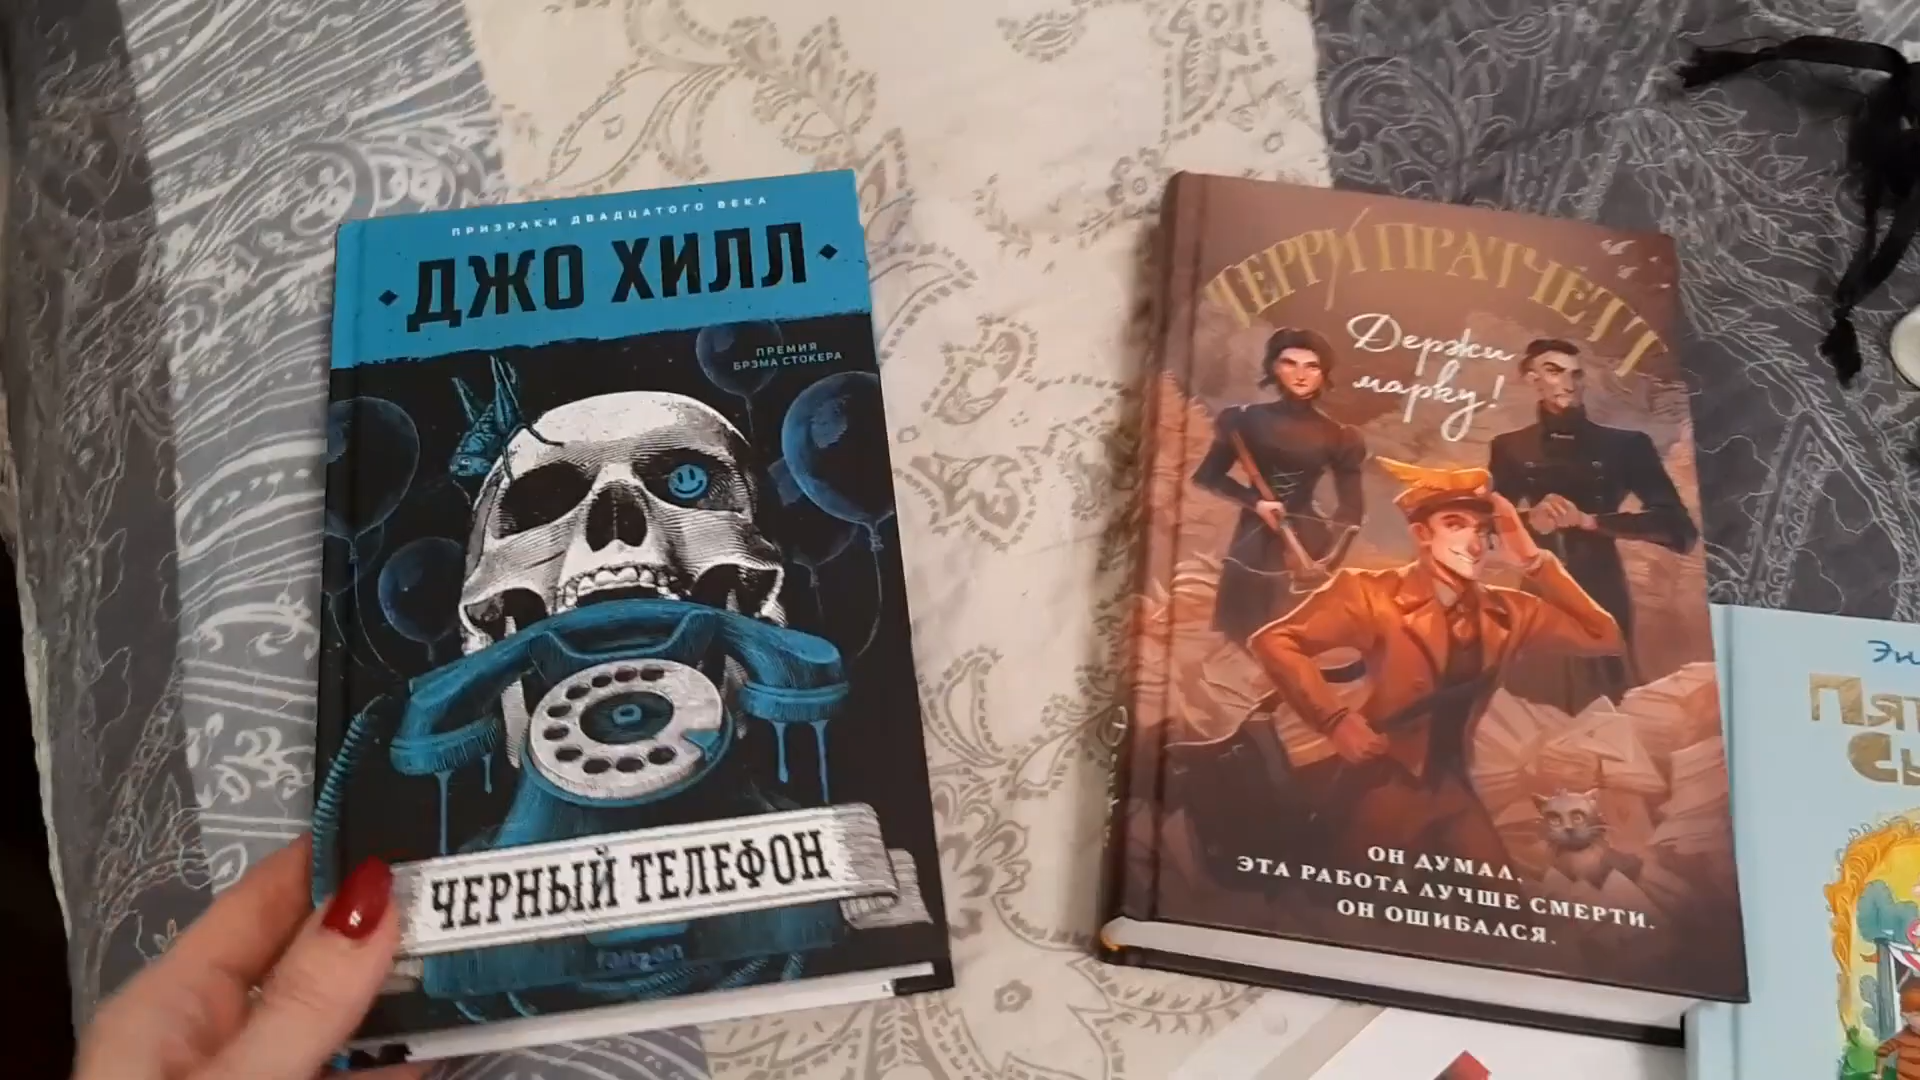 ПРИЗРАКИ ДВАДЦАТОГО ВЕКА
ДЖО ХИЛЛ
ПРЕМИЯ
БРЭМА СТОКЕРА
ЧЕРНЫЙ ТЕЛЕФОН
fanzon
ТЕРРИ ПРАТЧЕТТ
Держи
марку!
ОН ДУМАЛ,
ЭТА РАБОТА ЛУЧШЕ СМЕРТИ.
ОН ОШИБАЛСЯ.